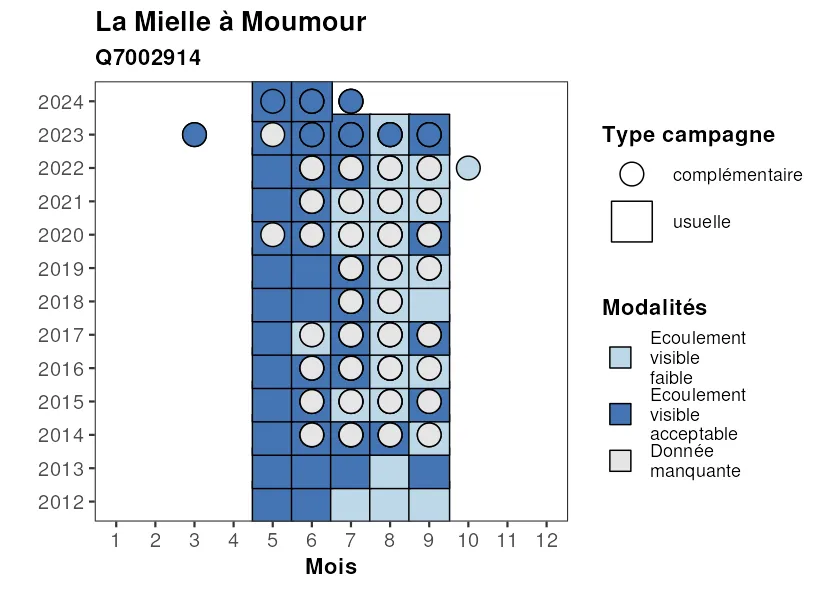 La Mielle à Moumour
Q7002914
2024
2023
2022
2021
2020
2019
2018
2017
2016
2015
2014
2013
2012
1 2 3 4 5 6 7 8 9 10 11 12
Mois
Type campagne
complémentaire
usuelle
Modalités
Ecoulement
visible
faible
Ecoulement
visible
acceptable
Donnée
manquante